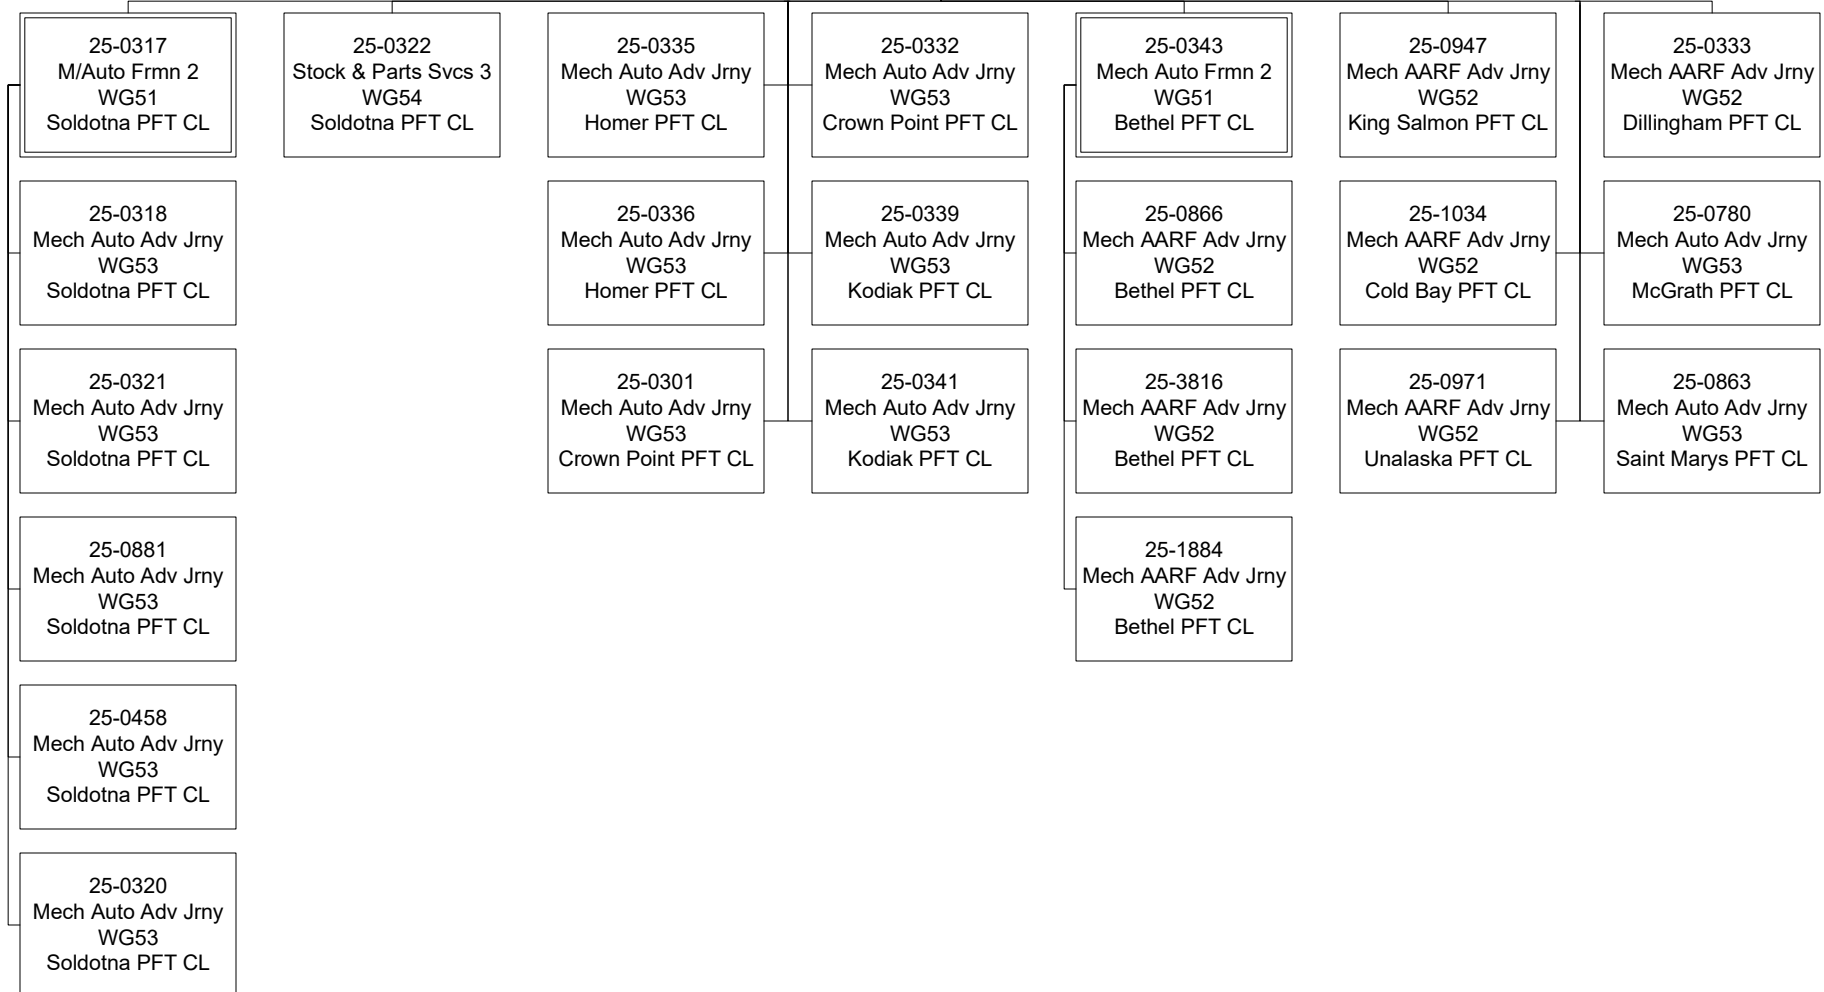 25-0317
M/Auto Frmn 2
WG51
Soldotna PFT CL
25-0322
Stock & Parts Svcs 3
WG54
Soldotna PFT CL
25-0335
Mech Auto Adv Jrny
WG53
Homer PFT CL
25-0332
Mech Auto Adv Jrny
WG53
Crown Point PFT CL
25-0343
Mech Auto Frmn 2
WG51
Bethel PFT CL
25-0947
Mech AARF Adv Jrny
WG52
King Salmon PFT CL
25-0333
Mech AARF Adv Jrny
WG52
Dillingham PFT CL
25-0318
Mech Auto Adv Jrny
WG53
Soldotna PFT CL
25-0336
Mech Auto Adv Jrny
WG53
Homer PFT CL
25-0339
Mech Auto Adv Jrny
WG53
Kodiak PFT CL
25-0866
Mech AARF Adv Jrny
WG52
Bethel PFT CL
25-1034
Mech AARF Adv Jrny
WG52
Cold Bay PFT CL
25-0780
Mech Auto Adv Jrny
WG53
McGrath PFT CL
25-0321
Mech Auto Adv Jrny
WG53
Soldotna PFT CL
25-0301
Mech Auto Adv Jrny
WG53
Crown Point PFT CL
25-0341
Mech Auto Adv Jrny
WG53
Kodiak PFT CL
25-3816
Mech AARF Adv Jrny
WG52
Bethel PFT CL
25-0971
Mech AARF Adv Jrny
WG52
Unalaska PFT CL
25-0863
Mech Auto Adv Jrny
WG53
Saint Marys PFT CL
25-0881
Mech Auto Adv Jrny
WG53
Soldotna PFT CL
25-1884
Mech AARF Adv Jrny
WG52
Bethel PFT CL
25-0458
Mech Auto Adv Jrny
WG53
Soldotna PFT CL
25-0320
Mech Auto Adv Jrny
WG53
Soldotna PFT CL